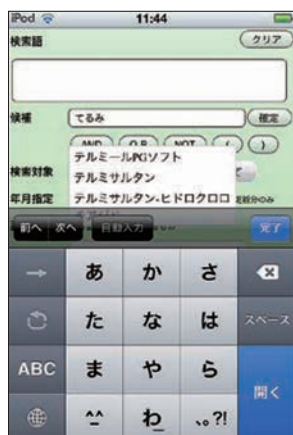 iPod 11:44
検索語 クリア
候補 てるみ 確定
AND OR NOT ( )
テルミールPGソフト
検索対象 テルミサルタン
年月指定 テルミサルタン・ヒドロクロロ
前へ 次へ 自動入力 完了
→ あ か さ
た な は スペース
ABC ま や ら
^^ わ_ 、。?! 開く